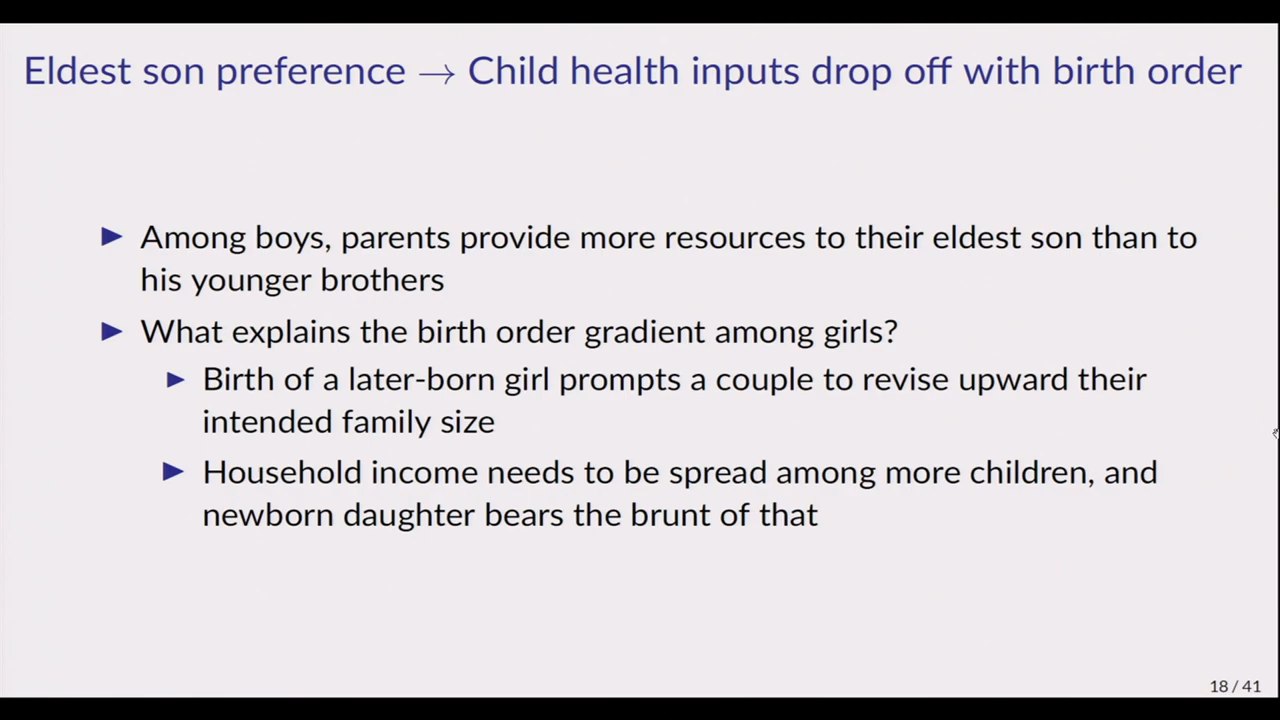 Eldest son preference → Child health inputs drop off with birth order
▶ Among boys, parents provide more resources to their eldest son than to
his younger brothers
▶ What explains the birth order gradient among girls?
▶ Birth of a later-born girl prompts a couple to revise upward their
intended family size
▶ Household income needs to be spread among more children, and
newborn daughter bears the brunt of that
18 / 41